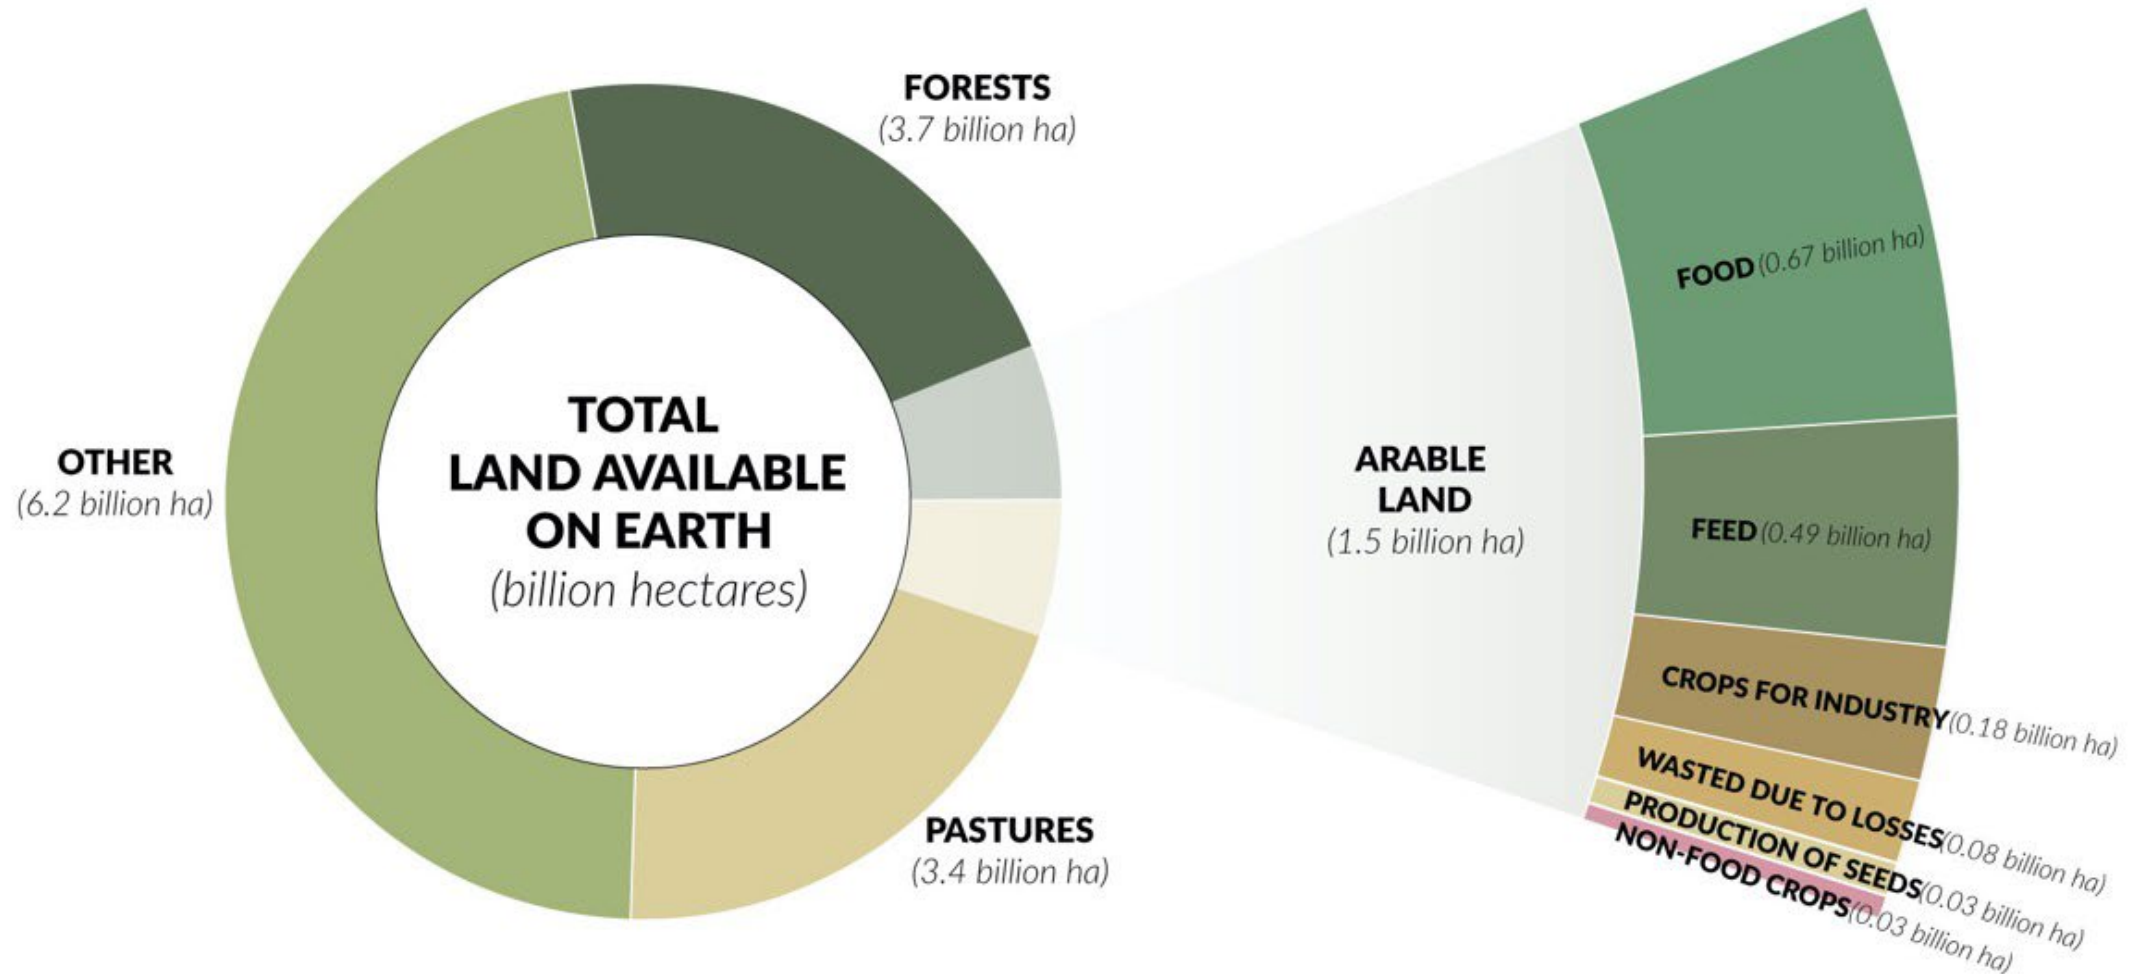 FORESTS
(3.7 billion ha)
OTHER
(6.2 billion ha)
TOTAL
LAND AVAILABLE
ON EARTH
(billion hectares)
PASTURES
(3.4 billion ha)
ARABLE
LAND
(1.5 billion ha)
FOOD (0.67 billion ha)
FEED (0.49 billion ha)
CROPS FOR INDUSTRY (0.18 billion ha)
WASTED DUE TO LOSSES (0.08 billion ha)
PRODUCTION OF SEEDS (0.03 billion ha)
NON-FOOD CROPS (0.03 billion ha)